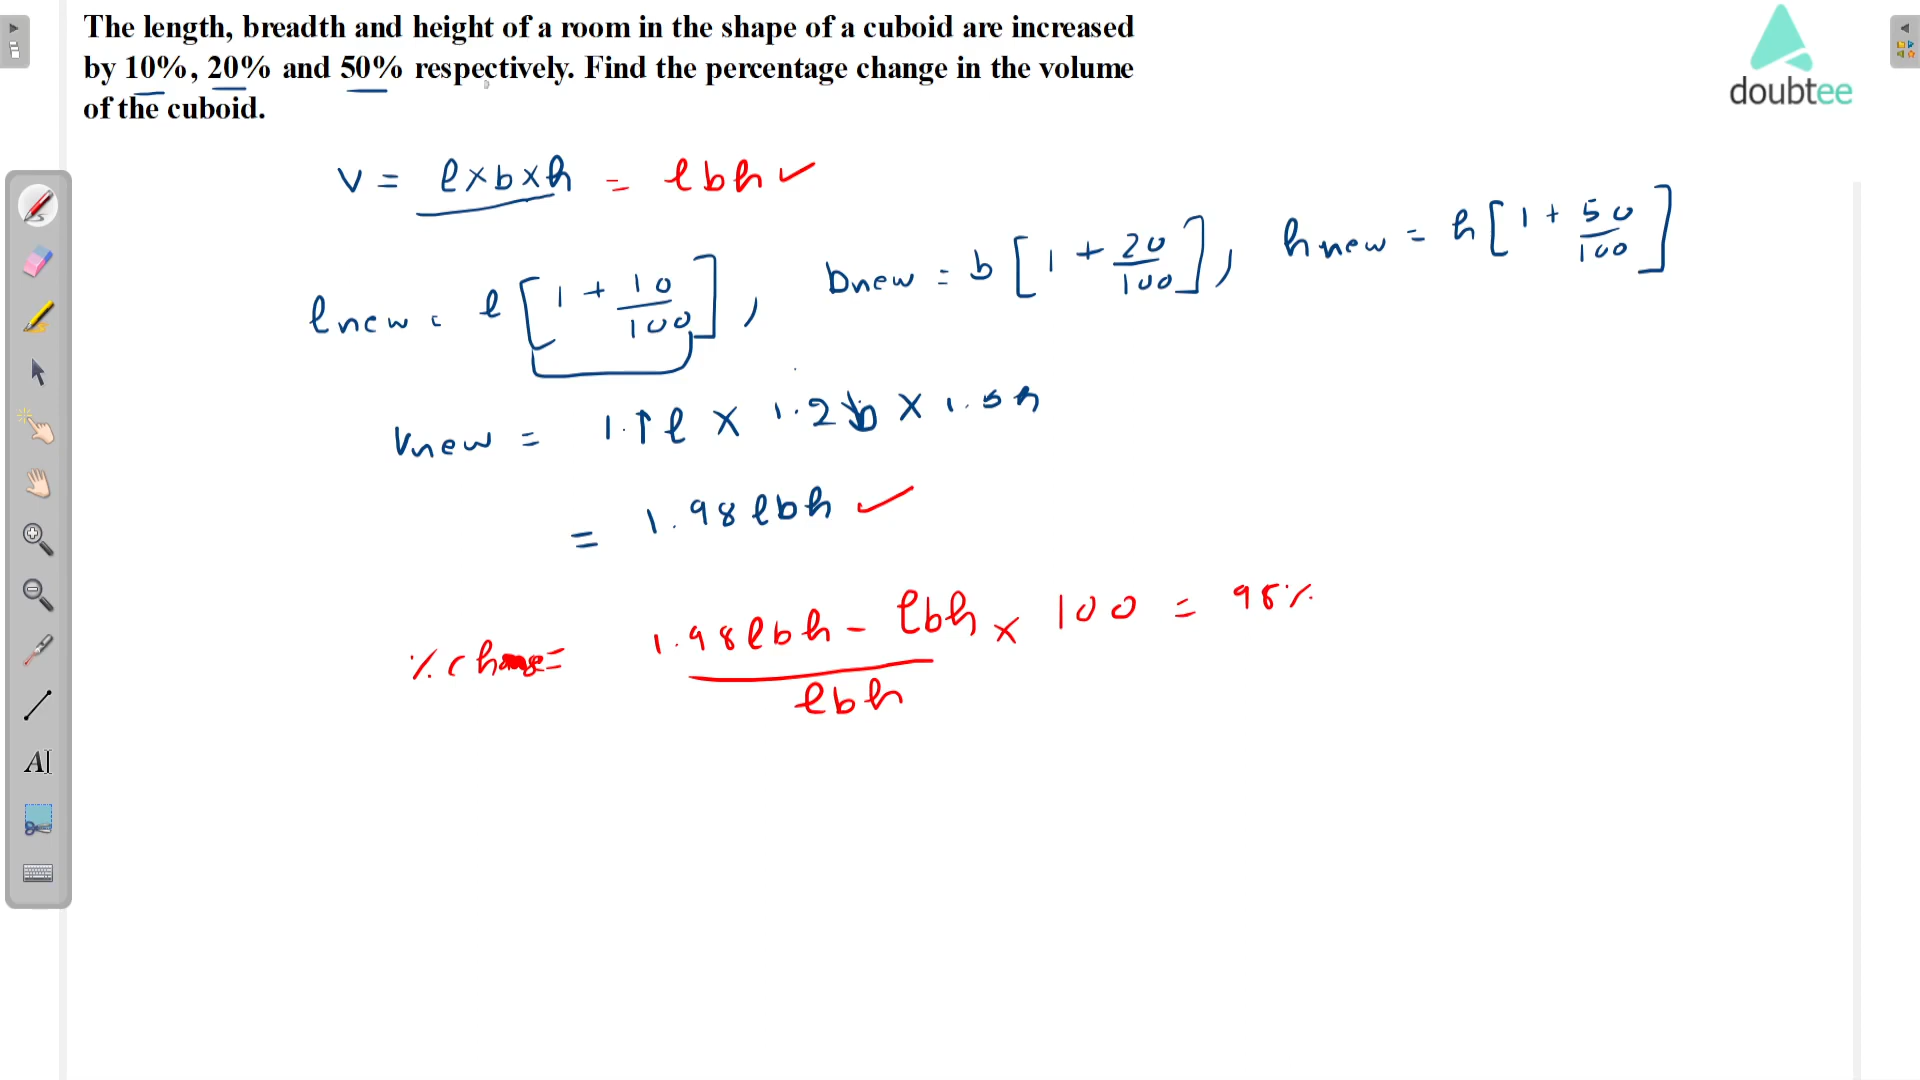 The length, breadth and height of a room in the shape of a cuboid are increased
by 10%, 20% and 50% respectively. Find the percentage change in the volume
of the cuboid.
doubtee
V = l×b×h = lbh ✓
lnew = l[1 + 10/100], bnew = b[1 + 20/100], hnew = h[1 + 50/100]
Vnew = 1.1l × 1.2b × 1.5h
= 1.98lbh ✓
% change = (1.98lbh - lbh)/lbh × 100 = 98%
AI